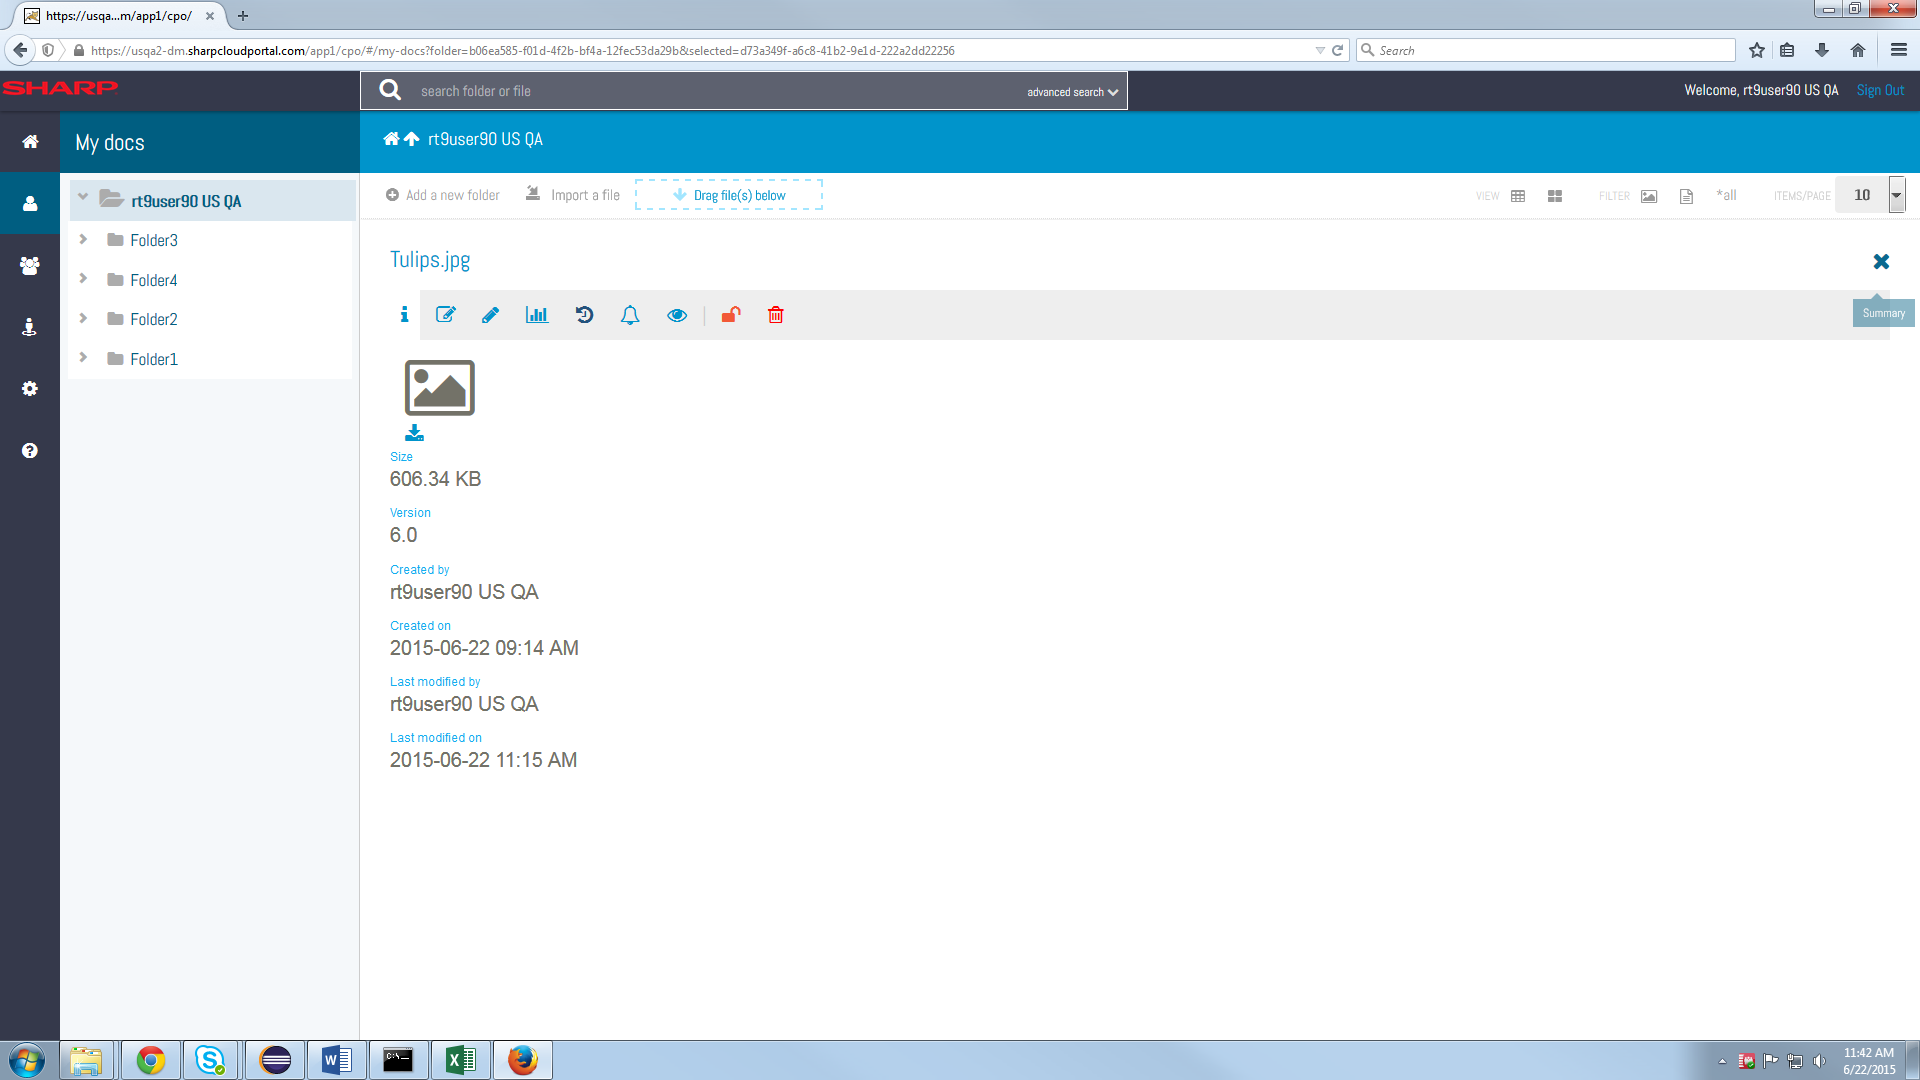 https://usqa...m/app1/cpo/
https://usqa2-dm.sharpcloudportal.com/app1/cpo/#/my-docs?folder=b06ea585-f01d-4f2b-bf4a-12fec53da29b&selected=d73a349f-a6c8-41b2-9e1d-222a2dd22256
Search
SHARP
search folder or file
advanced search
Welcome, rt9user90 US QA
Sign Out
My docs
rt9user90 US QA
rt9user90 US QA
Folder3
Folder4
Folder2
Folder1
Add a new folder
Import a file
Drag file(s) below
VIEW
FILTER
*all
ITEMS/PAGE
10
Tulips.jpg
Summary
Size
606.34 KB
Version
6.0
Created by
rt9user90 US QA
Created on
2015-06-22 09:14 AM
Last modified by
rt9user90 US QA
Last modified on
2015-06-22 11:15 AM
C:\_
11:42 AM
6/22/2015